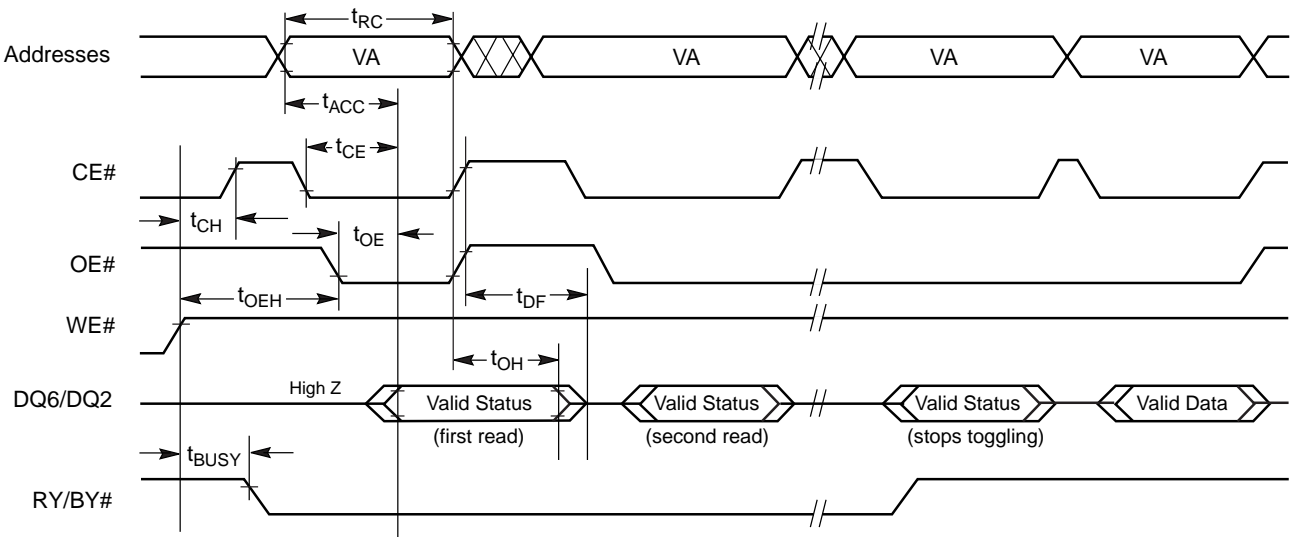 tRC
Addresses VA VA VA VA
tACC
tCE
CE#
tCH tOE
OE#
tOEH tDF
WE#
tOH
DQ6/DQ2 High Z Valid Status Valid Status Valid Status Valid Data
(first read) (second read) (stops toggling)
tBUSY
RY/BY#